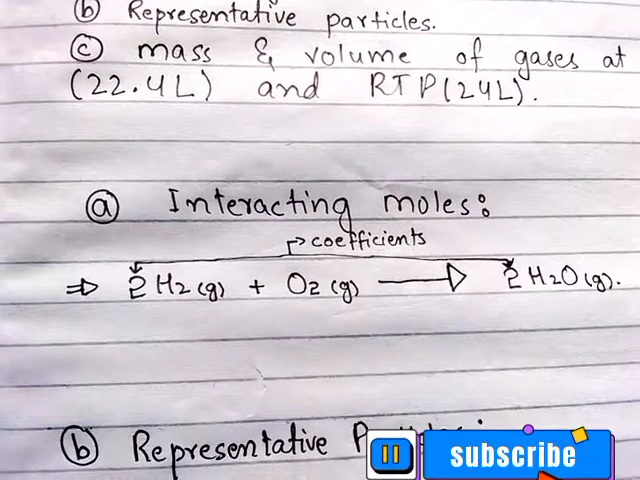 (b) Representative particles.
(c) mass & volume of gases at
(22.4L) and RTP(24L).
(a) Interacting moles:
coefficients
⇒ 2H2(g) + O2(g) ⟶ 2H2O(g).
(b) Representative
subscribe